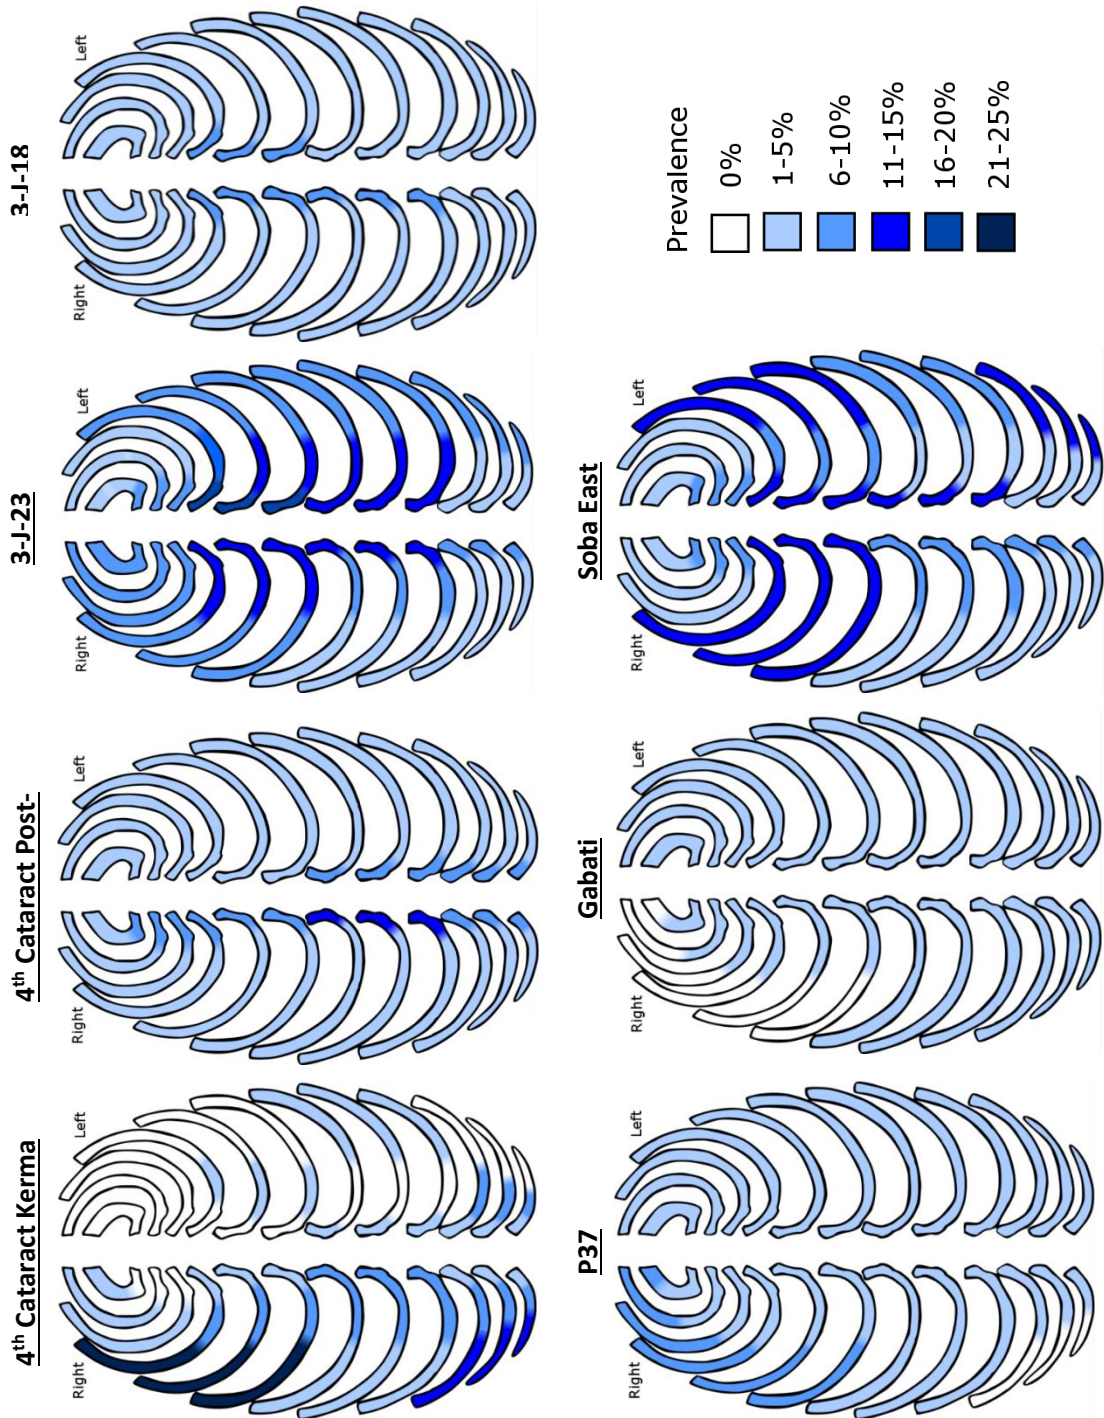 4th Cataract Kerma
Right
Left
4th Cataract Post-
Right
Left
3-J-23
Right
Left
3-J-18
Right
Left
P37
Right
Left
Gabati
Right
Left
Soba East
Right
Left
Prevalence
0%
1-5%
6-10%
11-15%
16-20%
21-25%